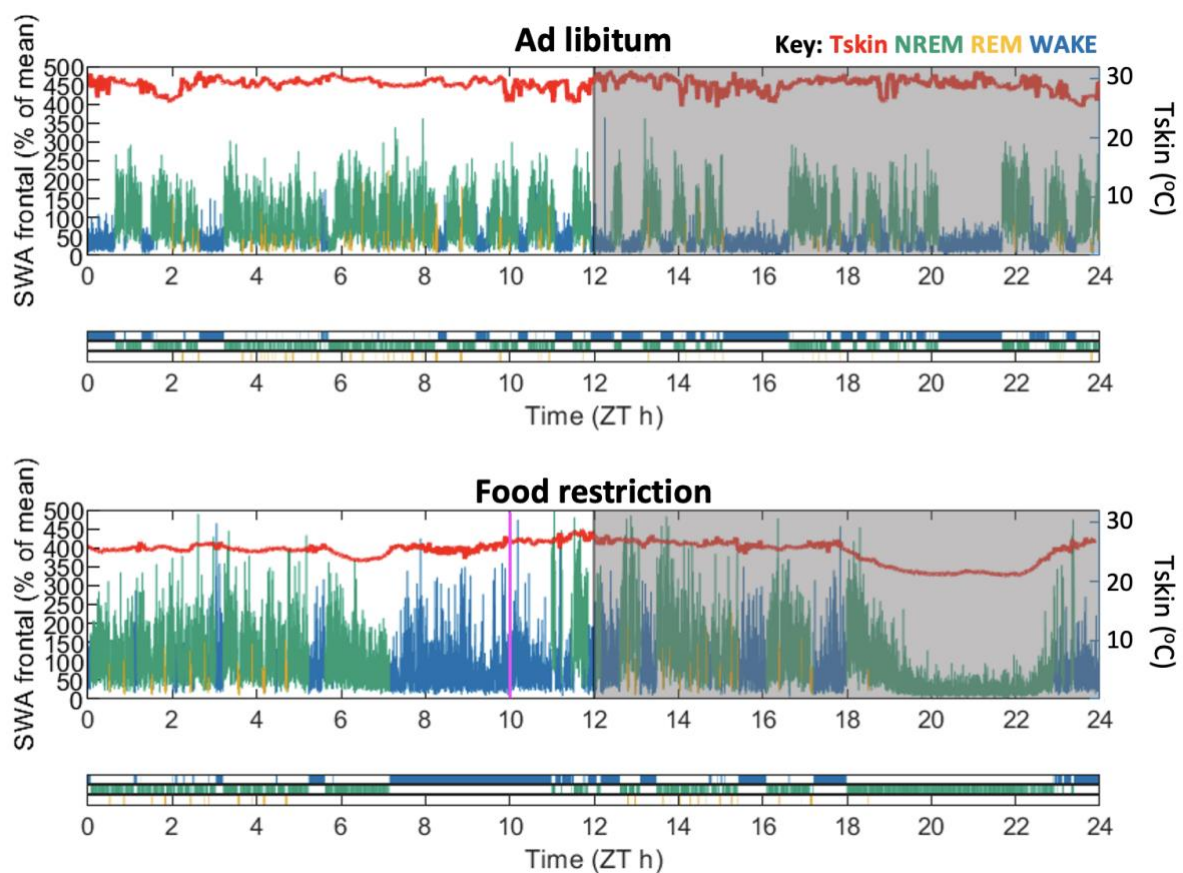 Ad libitum
Key: Tskin NREM REM WAKE
SWA frontal (% of mean)
500
450
400
350
300
250
200
150
100
50
0
30
20
10
Tskin (⁰C)
0 2 4 6 8 10 12 14 16 18 20 22 24
0 2 4 6 8 10 12 14 16 18 20 22 24
Time (ZT h)
Food restriction
SWA frontal (% of mean)
500
450
400
350
300
250
200
150
100
50
0
30
20
10
Tskin (⁰C)
0 2 4 6 8 10 12 14 16 18 20 22 24
0 2 4 6 8 10 12 14 16 18 20 22 24
Time (ZT h)